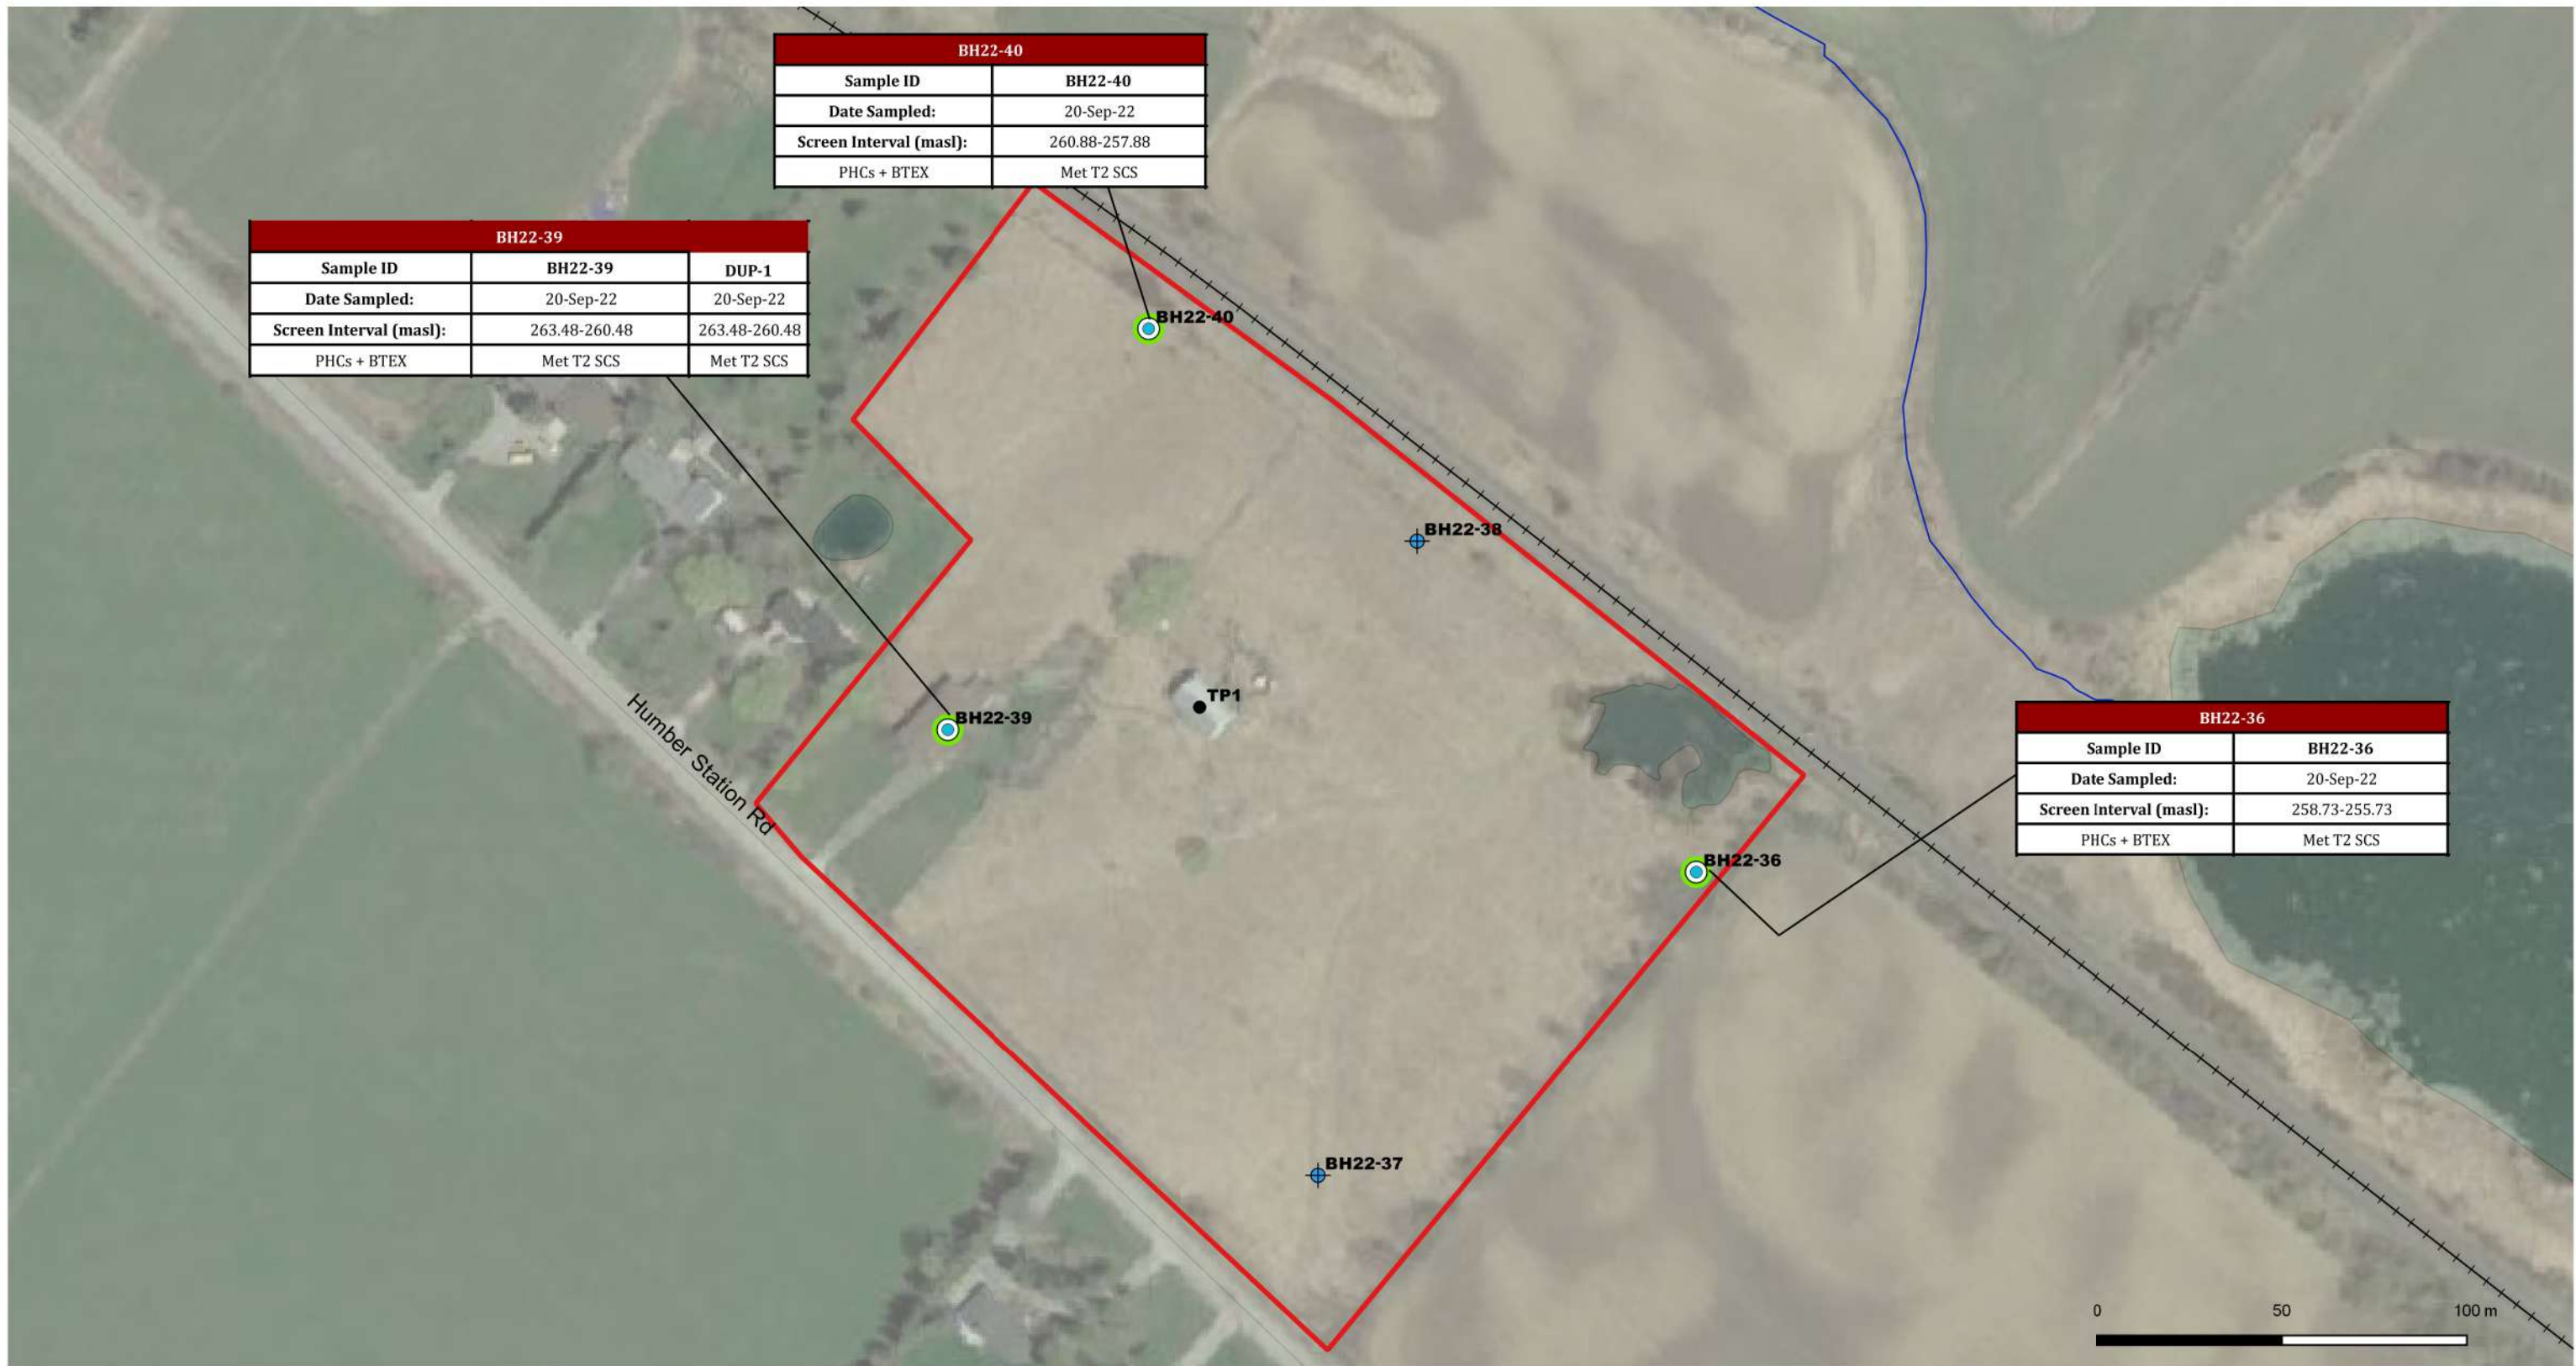 BH22-40
Sample ID BH22-40
Date Sampled: 20-Sep-22
Screen Interval (masl): 260.88-257.88
PHCs + BTEX Met T2 SCS
BH22-39
Sample ID BH22-39 DUP-1
Date Sampled: 20-Sep-22 20-Sep-22
Screen Interval (masl): 263.48-260.48 263.48-260.48
PHCs + BTEX Met T2 SCS Met T2 SCS
BH22-40
BH22-38
TP1
BH22-39
Humber Station Rd
BH22-36
Sample ID BH22-36
Date Sampled: 20-Sep-22
Screen Interval (masl): 258.73-255.73
PHCs + BTEX Met T2 SCS
BH22-36
BH22-37
0 50 100 m